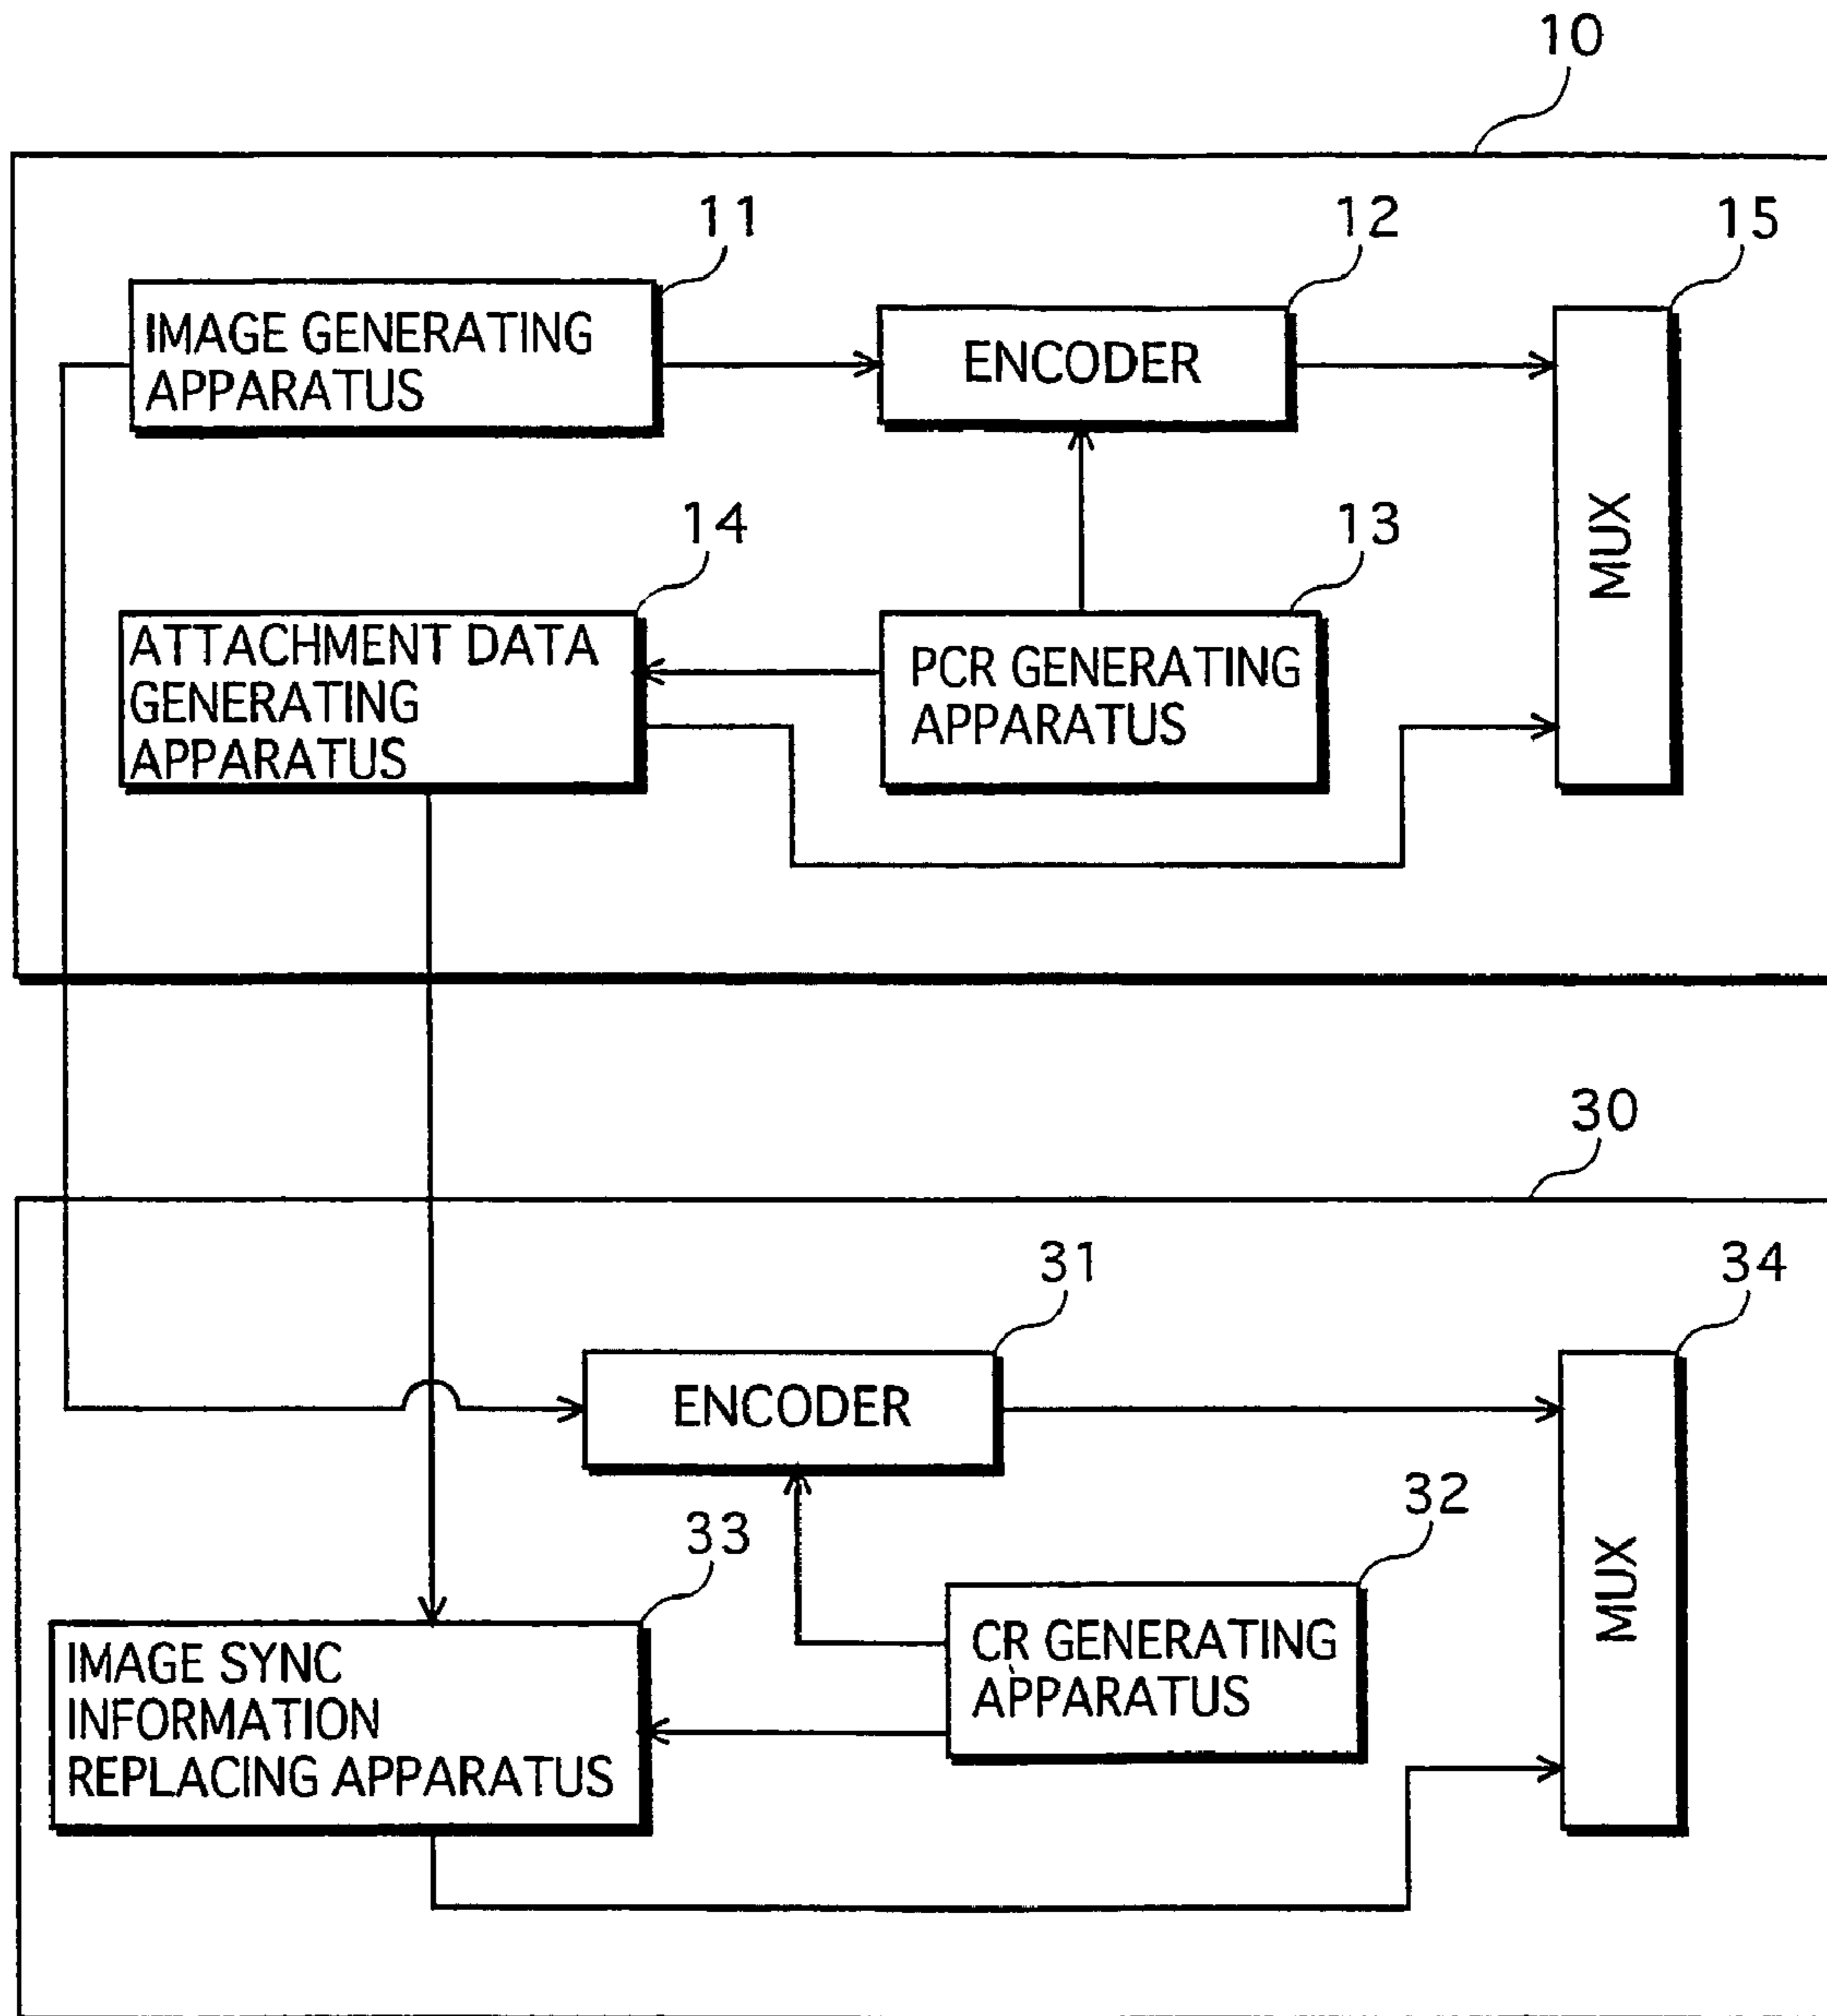 10
11
12
15
IMAGE GENERATING
APPARATUS
ENCODER
MUX
14
13
ATTACHMENT DATA
GENERATING
APPARATUS
PCR GENERATING
APPARATUS
30
31
34
ENCODER
MUX
33
32
IMAGE SYNC
INFORMATION
REPLACING APPARATUS
CR GENERATING
APPARATUS